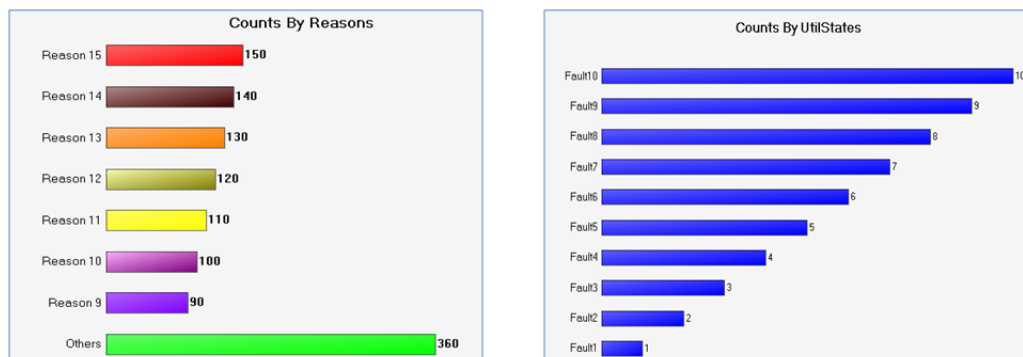 Counts By Reasons
Reason 15 150
Reason 14 140
Reason 13 130
Reason 12 120
Reason 11 110
Reason 10 100
Reason 9 90
Others 360
Counts By UtilStates
Fault10 10
Fault9 9
Fault8 8
Fault7 7
Fault6 6
Fault5 5
Fault4 4
Fault3 3
Fault2 2
Fault1 1